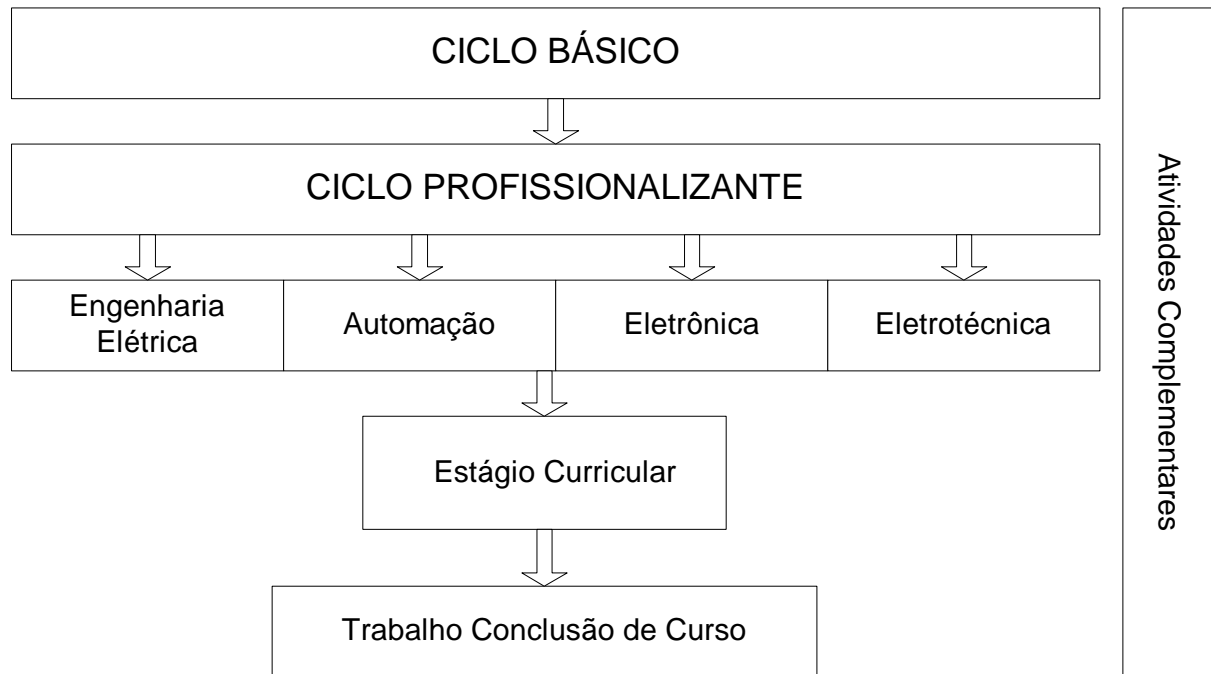 CICLO BÁSICO
CICLO PROFISSIONALIZANTE
Engenharia
Elétrica
Automação
Eletrônica
Eletrotécnica
Estágio Curricular
Trabalho Conclusão de Curso
Atividades Complementares